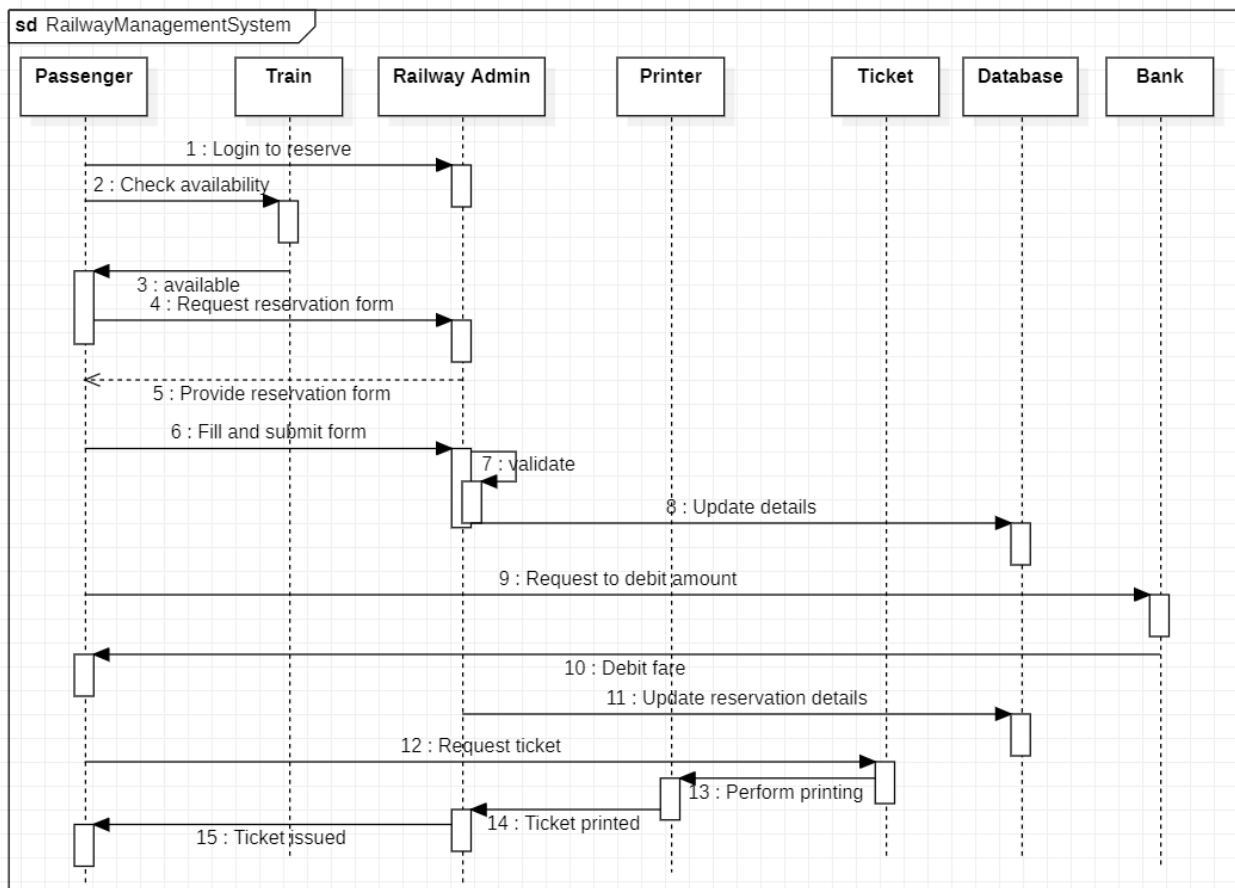 sd RailwayManagementSystem
Passenger Train Railway Admin Printer Ticket Database Bank
1 : Login to reserve
2 : Check availability
3 : available
4 : Request reservation form
5 : Provide reservation form
6 : Fill and submit form
7 : validate
8 : Update details
9 : Request to debit amount
10 : Debit fare
11 : Update reservation details
12 : Request ticket
13 : Perform printing
14 : Ticket printed
15 : Ticket issued